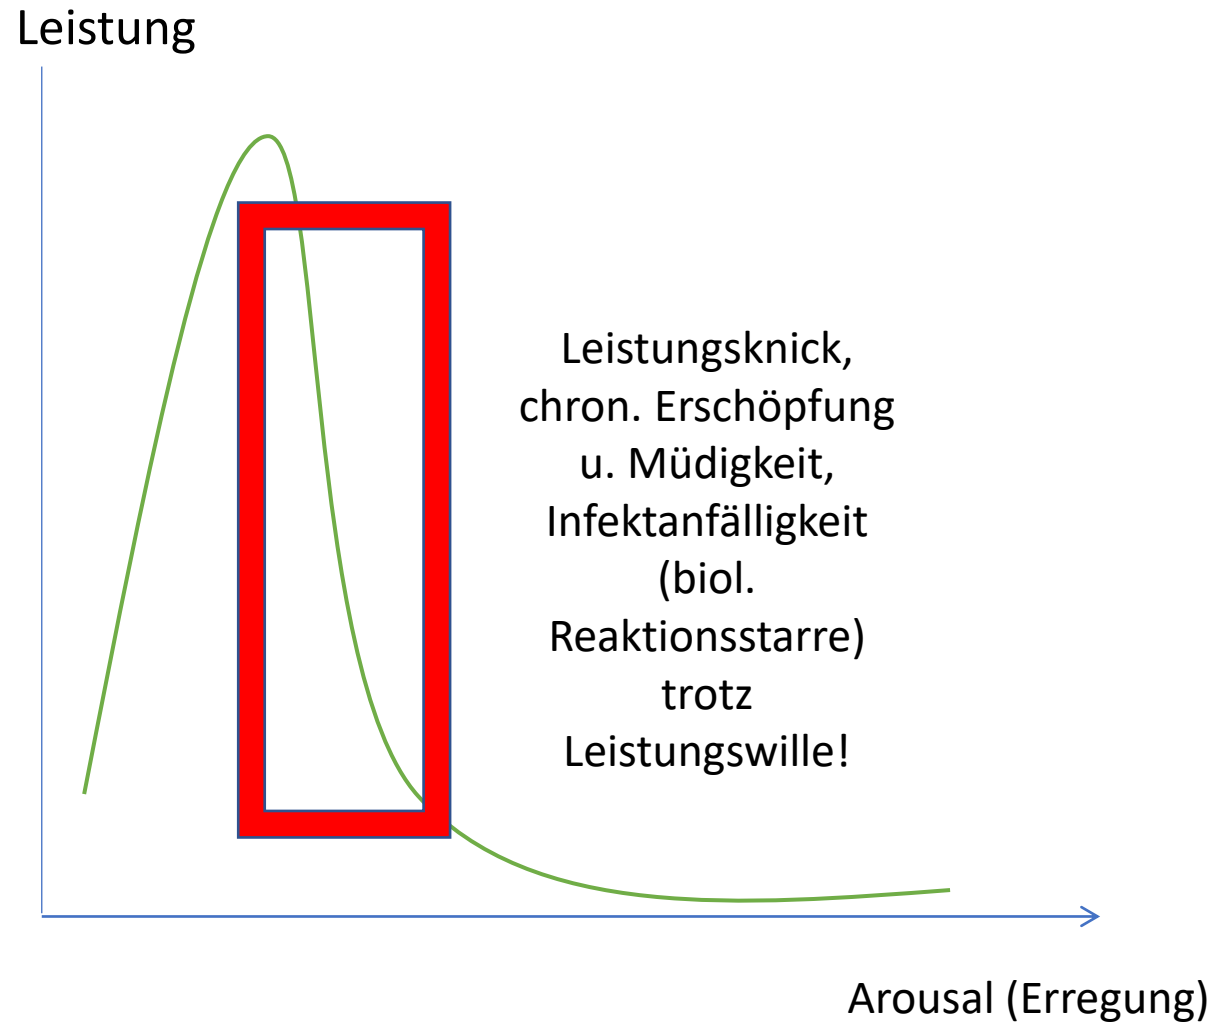 Leistung
Leistungsknick,
chron. Erschöpfung
u. Müdigkeit,
Infektanfälligkeit
(biol.
Reaktionsstarre)
trotz
Leistungswille!
Arousal (Erregung)